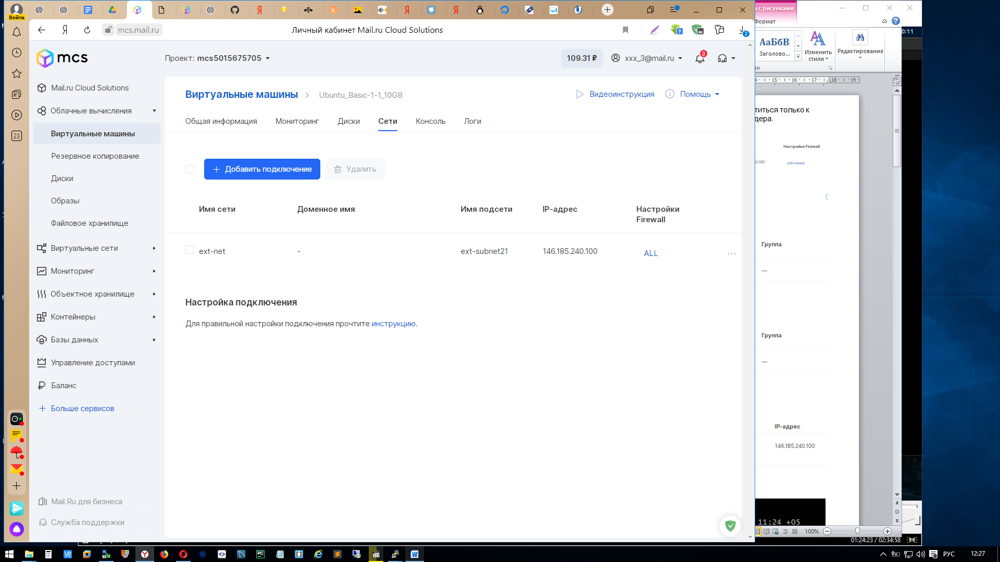 Войти
mcs.mail.ru
Личный кабинет Mail.ru Cloud Solutions
2
mcs
Проект: mcs5015675705
109.31 ₽
xxx_3@mail.ru
3
Mail.ru Cloud Solutions
Облачные вычисления
Виртуальные машины
Резервное копирование
Диски
Образы
Файловое хранилище
Виртуальные сети
Мониторинг
Объектное хранилище
Контейнеры
Базы данных
Управление доступами
Баланс
Больше сервисов
Mail.Ru для бизнеса
Служба поддержки
23
Виртуальные машины
Ubuntu_Basic-1-1_10GB
Видеоинструкция
Помощь
Общая информация
Мониторинг
Диски
Сети
Консоль
Логи
Добавить подключение
Удалить
Имя сети
Доменное имя
Имя подсети
IP-адрес
Настройки
Firewall
ext-net
-
ext-subnet21
146.185.240.100
ALL
Настройка подключения
Для правильной настройки подключения прочтите инструкцию.
а с рисунками
Формат
0:11
АаБбВ
Заголово...
Изменить
стили
Редактирование
15
16
17
18
19
титься только к
дера.
Настройки Firewall
0.100
ssh+www
Группа
—
Группа
—
IP-адрес
146.185.240.100
11:24 +05
100%
01:24:23 / 02:34:58
РУС
12:27